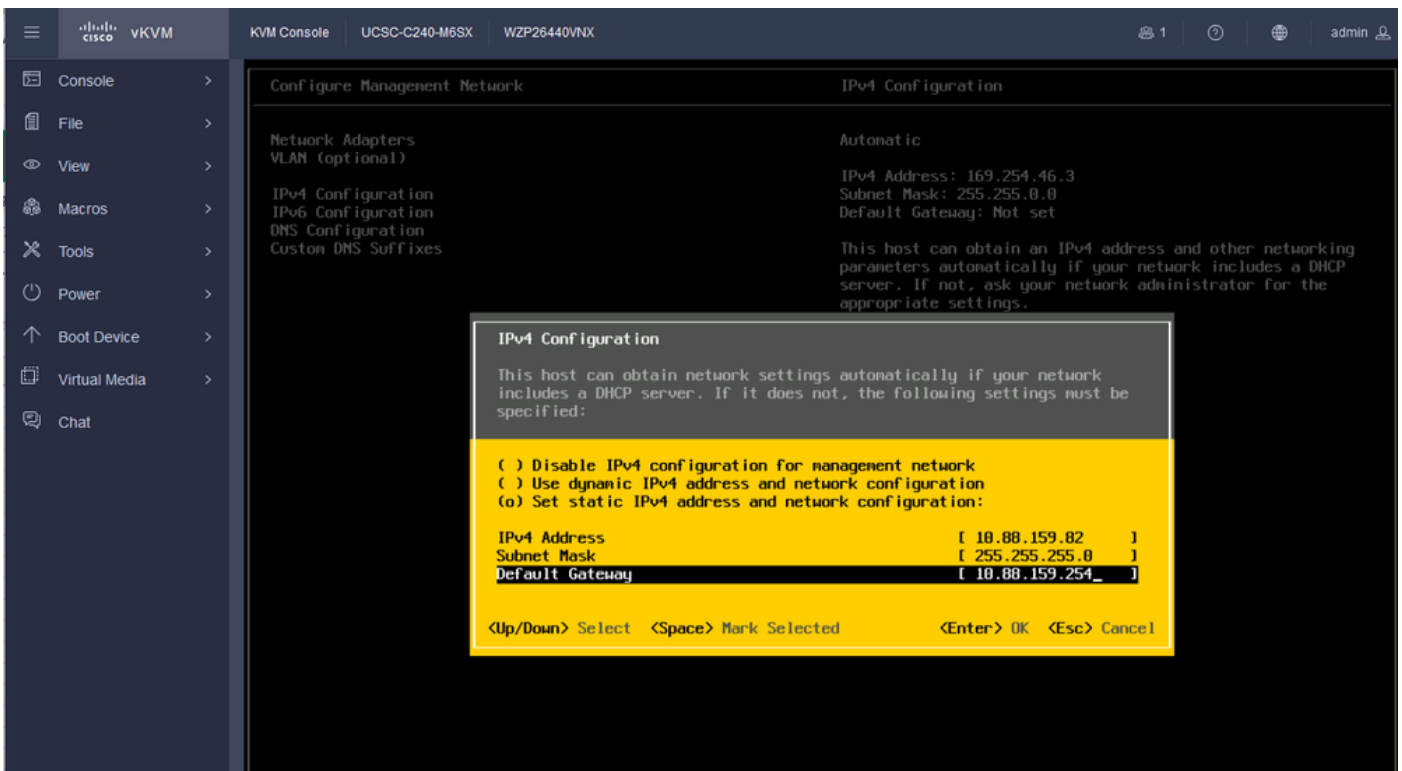 cisco vKVM KVM Console UCSC-C240-M6SX WZP26440VNX 1 admin
Console
File
View
Macros
Tools
Power
Boot Device
Virtual Media
Chat
Configure Management Network IPv4 Configuration
Network Adapters
VLAN (optional)
IPv4 Configuration
IPv6 Configuration
DNS Configuration
Custom DNS Suffixes
Automatic
IPv4 Address: 169.254.46.3
Subnet Mask: 255.255.0.0
Default Gateway: Not set
This host can obtain an IPv4 address and other networking
parameters automatically if your network includes a DHCP
server. If not, ask your network administrator for the
appropriate settings.
IPv4 Configuration
This host can obtain network settings automatically if your network
includes a DHCP server. If it does not, the following settings must be
specified:
( ) Disable IPv4 configuration for management network
( ) Use dynamic IPv4 address and network configuration
(o) Set static IPv4 address and network configuration:
IPv4 Address [ 10.88.159.82 ]
Subnet Mask [ 255.255.255.0 ]
Default Gateway [ 10.88.159.254_ ]
<Up/Down> Select <Space> Mark Selected <Enter> OK <Esc> Cancel